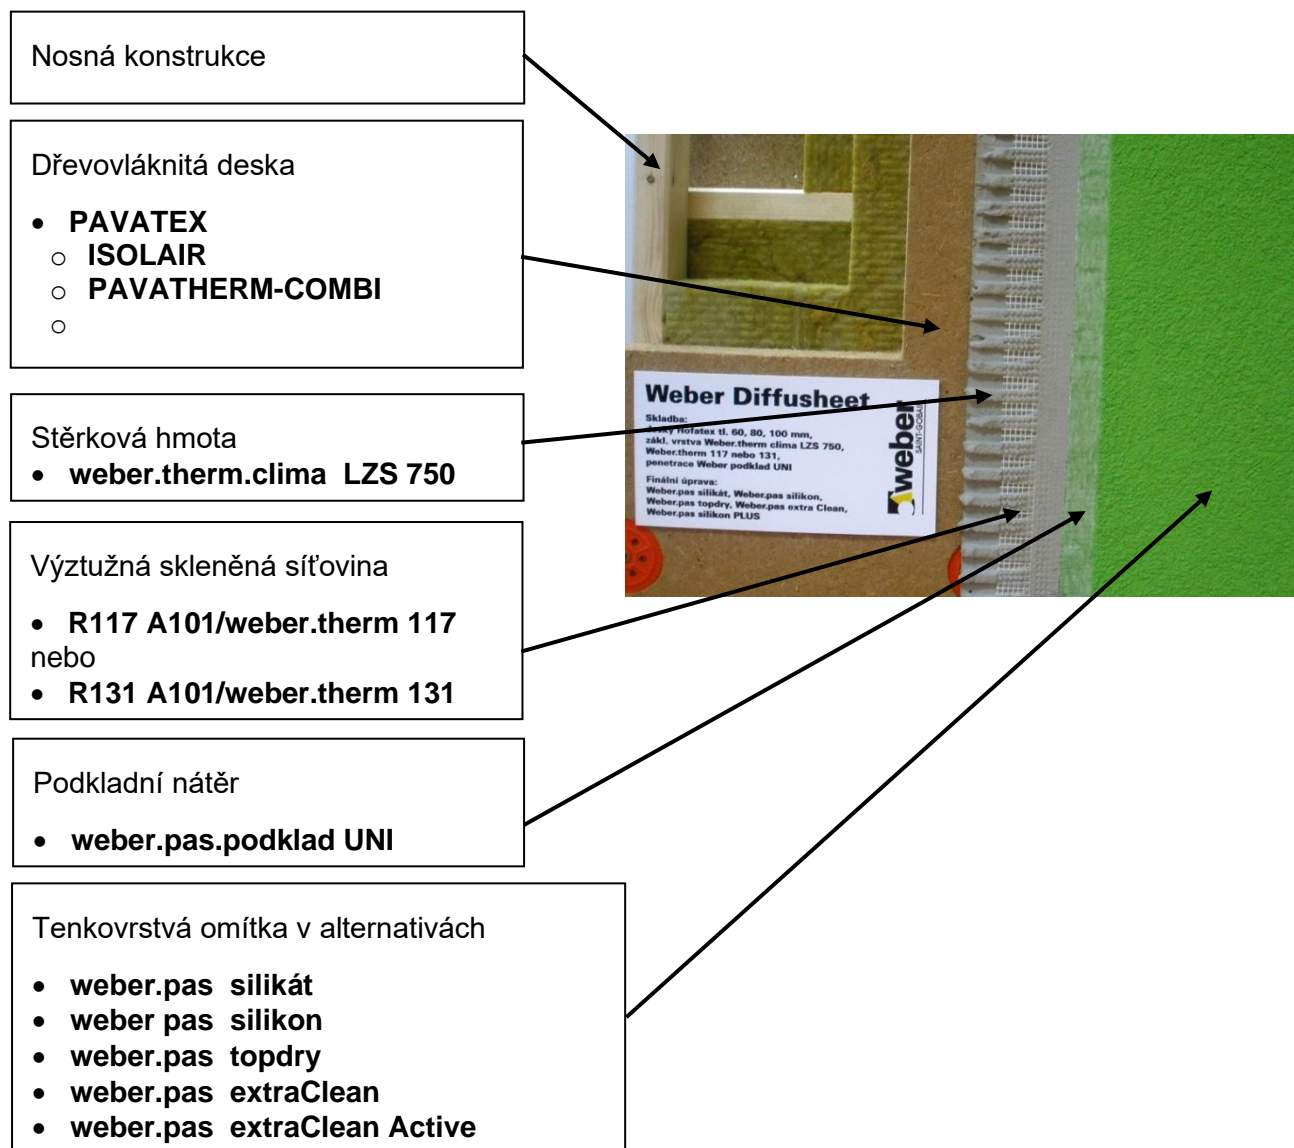 Nosná konstrukce
Dřevovláknitá deska
• PAVATEX
○ ISOLAIR
○ PAVATHERM-COMBI
○
Stěrková hmota
• weber.therm.clima LZS 750
Výztužná skleněná síťovina
• R117 A101/weber.therm 117
nebo
• R131 A101/weber.therm 131
Podkladní nátěr
• weber.pas.podklad UNI
Tenkovrstvá omítka v alternativách
• weber.pas silikát
• weber pas silikon
• weber.pas topdry
• weber.pas extraClean
• weber.pas extraClean Active
Weber Diffusheet
Skladba:
desky Hofatex tl. 60, 80, 100 mm,
zákl. vrstva Weber.therm clima LZS 750,
Weber.therm 117 nebo 131,
penetrace Weber podklad UNI
Finální úprava:
Weber.pas silikát, Weber.pas silikon,
Weber.pas topdry, Weber.pas extra Clean,
Weber.pas silikon PLUS
weber
SAINT-GOBAIN